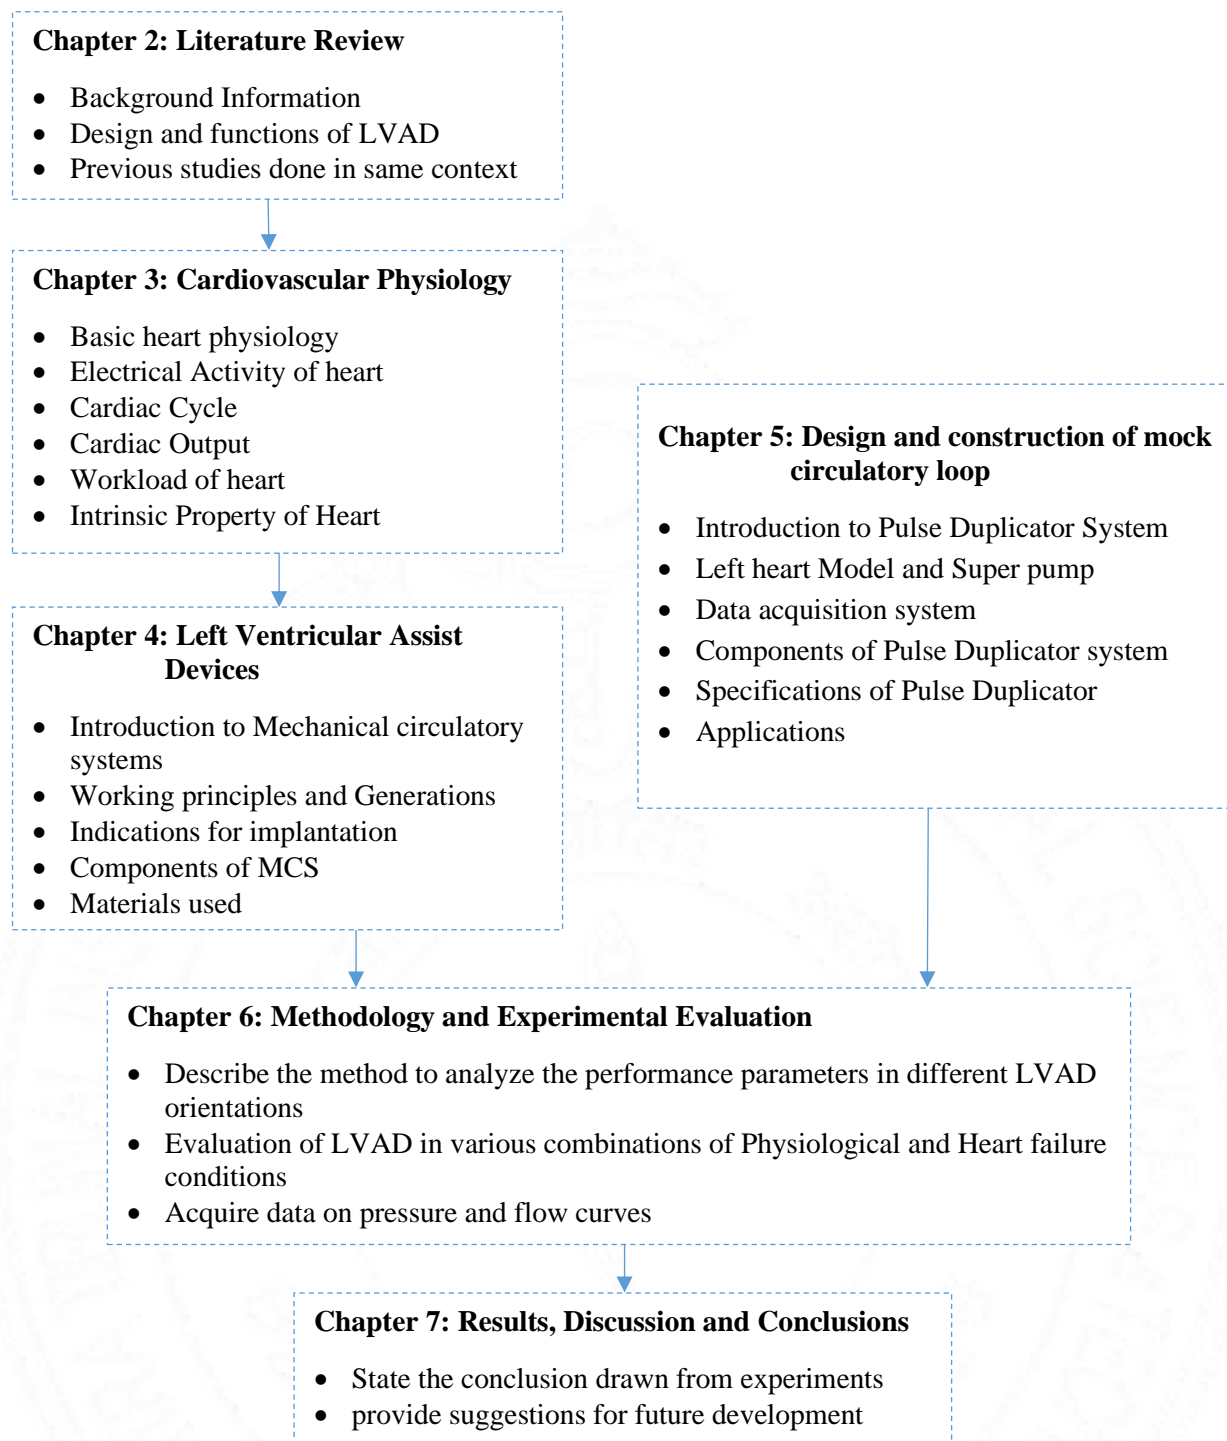 Chapter 2: Literature Review
• Background Information
• Design and functions of LVAD
• Previous studies done in same context
Chapter 3: Cardiovascular Physiology
• Basic heart physiology
• Electrical Activity of heart
• Cardiac Cycle
• Cardiac Output
• Workload of heart
• Intrinsic Property of Heart
Chapter 4: Left Ventricular Assist
Devices
• Introduction to Mechanical circulatory
systems
• Working principles and Generations
• Indications for implantation
• Components of MCS
• Materials used
Chapter 5: Design and construction of mock
circulatory loop
• Introduction to Pulse Duplicator System
• Left heart Model and Super pump
• Data acquisition system
• Components of Pulse Duplicator system
• Specifications of Pulse Duplicator
• Applications
Chapter 6: Methodology and Experimental Evaluation
• Describe the method to analyze the performance parameters in different LVAD
orientations
• Evaluation of LVAD in various combinations of Physiological and Heart failure
conditions
• Acquire data on pressure and flow curves
Chapter 7: Results, Discussion and Conclusions
• State the conclusion drawn from experiments
• provide suggestions for future development